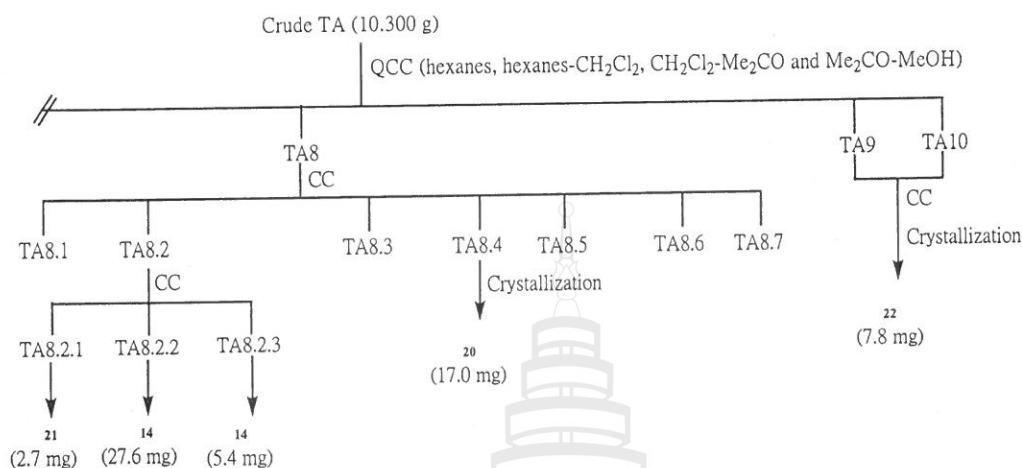 Crude TA (10.300 g)
QCC (hexanes, hexanes-CH₂Cl₂, CH₂Cl₂-Me₂CO and Me₂CO-MeOH)
TA8
TA9
TA10
CC
CC
Crystallization
TA8.1
TA8.2
TA8.3
TA8.4
TA8.5
TA8.6
TA8.7
CC
Crystallization
22
(7.8 mg)
TA8.2.1
TA8.2.2
TA8.2.3
20
(17.0 mg)
21
(2.7 mg)
14
(27.6 mg)
14
(5.4 mg)